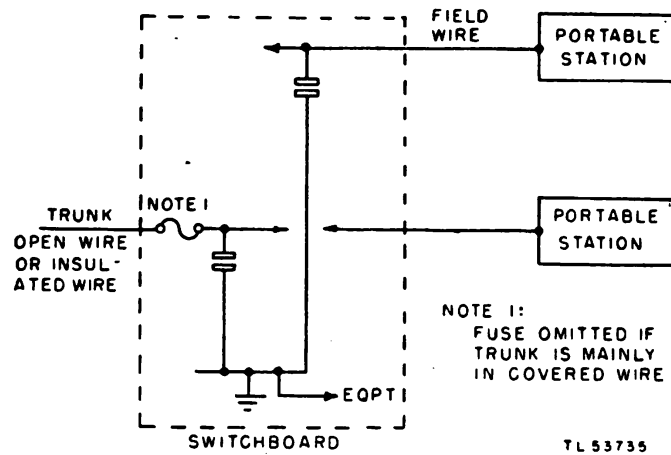 FIELD
WIRE
PORTABLE
STATION
NOTE 1
TRUNK
OPEN WIRE
OR INSUL-
ATED WIRE
PORTABLE
STATION
NOTE 1:
FUSE OMITTED IF
TRUNK IS MAINLY
IN COVERED WIRE
EQPT
SWITCHBOARD
TL 53735